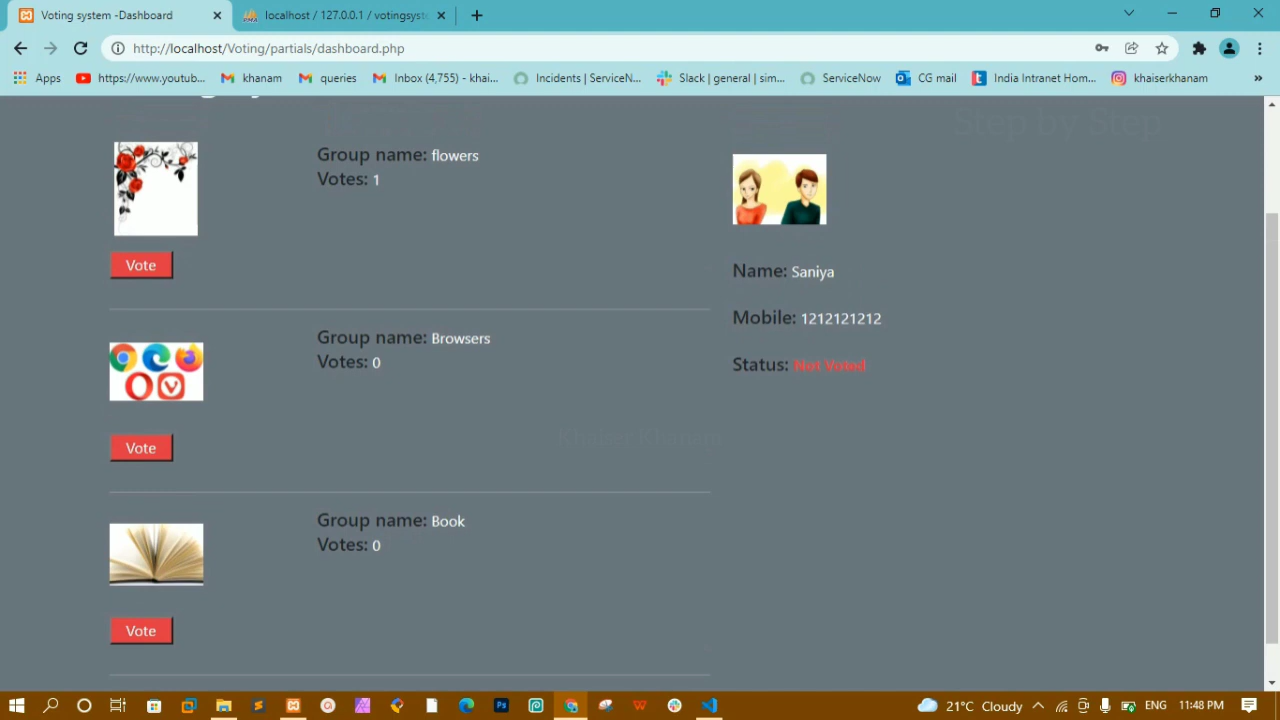 Voting system -Dashboard
localhost / 127.0.0.1 / votingsyst
http://localhost/Voting/partials/dashboard.php
Apps https://www.youtub... khanam queries Inbox (4,755) - khai... Incidents | ServiceN... Slack | general | sim... ServiceNow CG mail India Intranet Hom... khaiserkhanam »
Step by Step
Group name: flowers
Votes: 1
Vote
Group name: Browsers
Votes: 0
Vote
Group name: Book
Votes: 0
Vote
Name: Saniya
Mobile: 1212121212
Status: Not Voted
21°C Cloudy ENG 11:48 PM